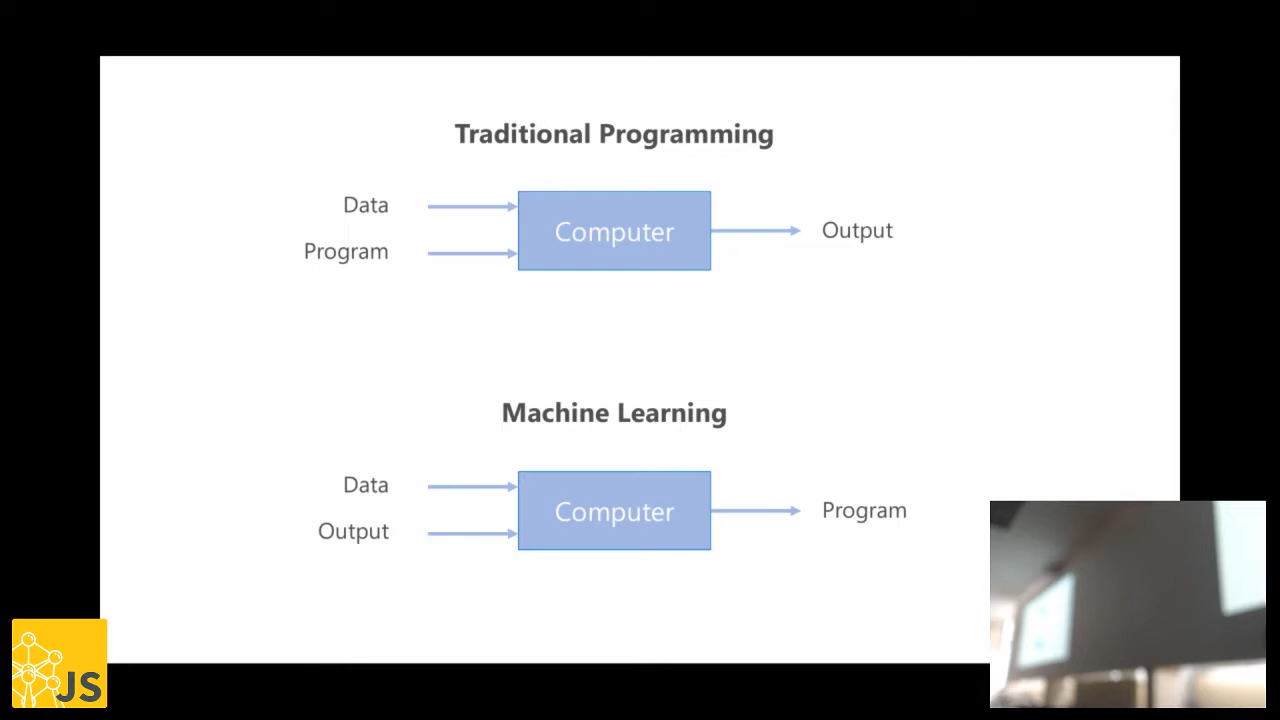 Traditional Programming
Data
Program
Computer
Output
Machine Learning
Data
Output
Computer
Program
JS